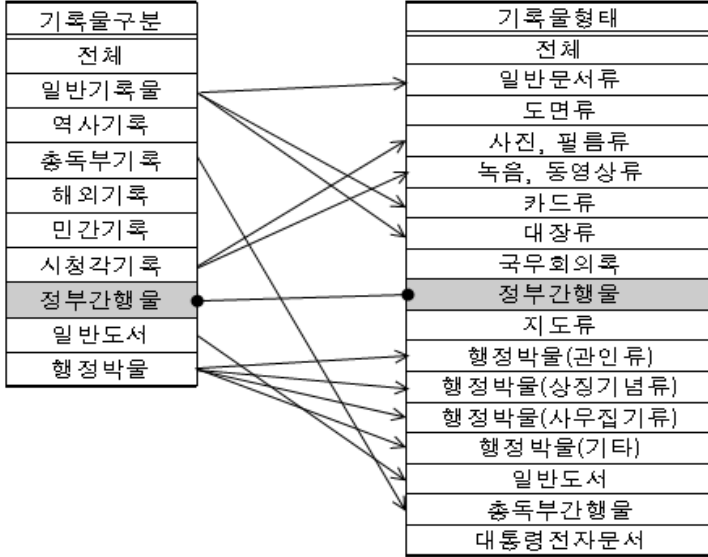 기록물구분
전체
일반기록물
역사기록
총독부기록
해외기록
민간기록
시청각기록
정부간행물
일반도서
행정박물
기록물형태
전체
일반문서류
도면류
사진, 필름류
녹음, 동영상류
카드류
대장류
국무회의록
정부간행물
지도류
행정박물(관인류)
행정박물(상징기념류)
행정박물(사무집기류)
행정박물(기타)
일반도서
총독부간행물
대통령전자문서